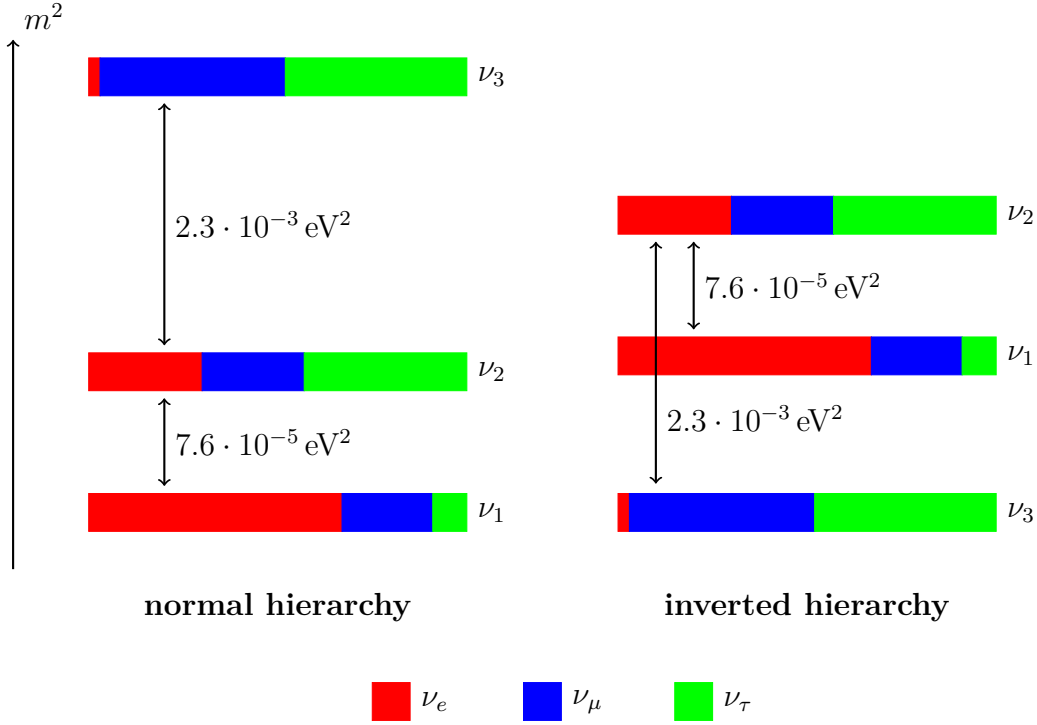 m²
ν₃
2.3 · 10⁻³ eV²
ν₂
7.6 · 10⁻⁵ eV²
ν₁
normal hierarchy
ν₂
7.6 · 10⁻⁵ eV²
ν₁
2.3 · 10⁻³ eV²
ν₃
inverted hierarchy
νₑ ν_μ ν_τ